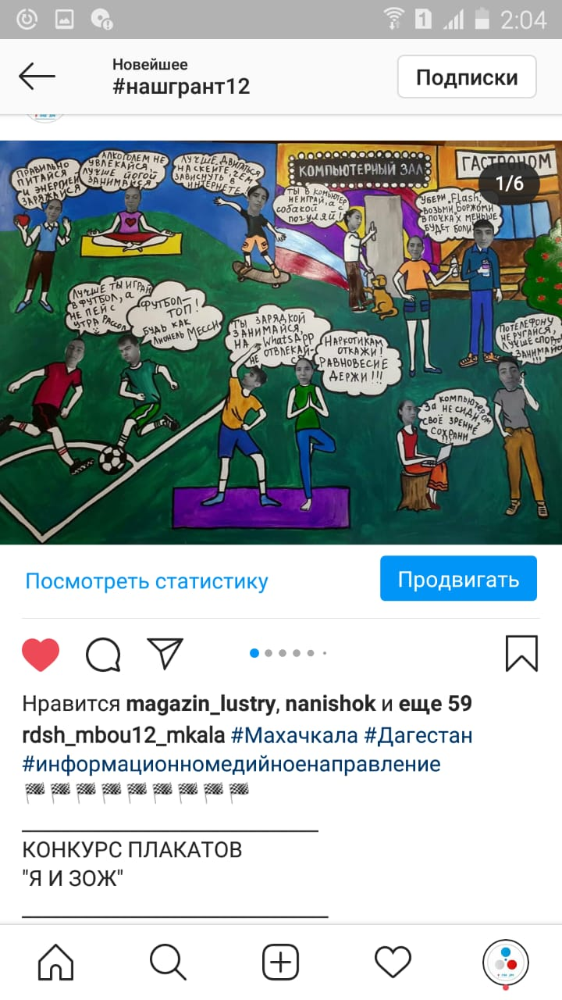 2:04
Новейшее
#нашгрант12
Подписки
1/6
ПРАВИЛЬНО
ПИТАЙСЯ
И ЭНЕРГИЕЙ
ЗАРЯЖАЙСЯ
АЛКОГОЛЕМ НЕ
УВЛЕКАЙСЯ,
ЛУЧШЕ ЙОГОЙ
ЗАНИМАЙСЯ
ЛУЧШЕ ДВИГАТЬСЯ
НА СКЕЙТЕ, ЧЕМ
ЗАВИСНУТЬ В
ИНТЕРНЕТЕ
КОМПЬЮТЕРНЫЙ ЗАЛ
ГАСТРОНОМ
ТЫ В КОМПЬЮТЕР
НЕ ИГРАЙ, А С
СОБАКОЙ
ПОГУЛЯЙ!
УБЕРИ „Flash,
ВОЗЬМИ „БОРЖОМИ
В ПОЧКАХ МЕНЬШЕ
БУДЕТ БОЛИ
ЛУЧШЕ ТЫ ИГРАЙ
В ФУТБОЛ, А
НЕ ПЕЙ С
УТРА РАССОЛ
ФУТБОЛ–
ТОП!
БУДЬ КАК
ЛИОНЕЛЬ МЕССИ
ТЫ ЗАРЯДКОЙ
ЗАНИМАЙСЯ,
НА WhatsApp
НЕ ОТВЛЕКАЙСЯ
НАРКОТИКАМ
ОТКАЖИ!
РАВНОВЕСИЕ
ДЕРЖИ!!!
ПО ТЕЛЕФОНУ
НЕ РУГАЙСЯ,
ЛУЧШЕ СПОРТОМ
ЗАНИМАЙСЯ
!!!
ЗА КОМПЬЮТЕРОМ
НЕ СИДИ,
СВОЁ ЗРЕНИЕ
СОХРАНИ
Посмотреть статистику
Продвигать
Нравится magazin_lustry, nanishok и еще 59
rdsh_mbou12_mkala #Махачкала #Дагестан
#информационномедийноенаправление
КОНКУРС ПЛАКАТОВ
"Я И ЗОЖ"